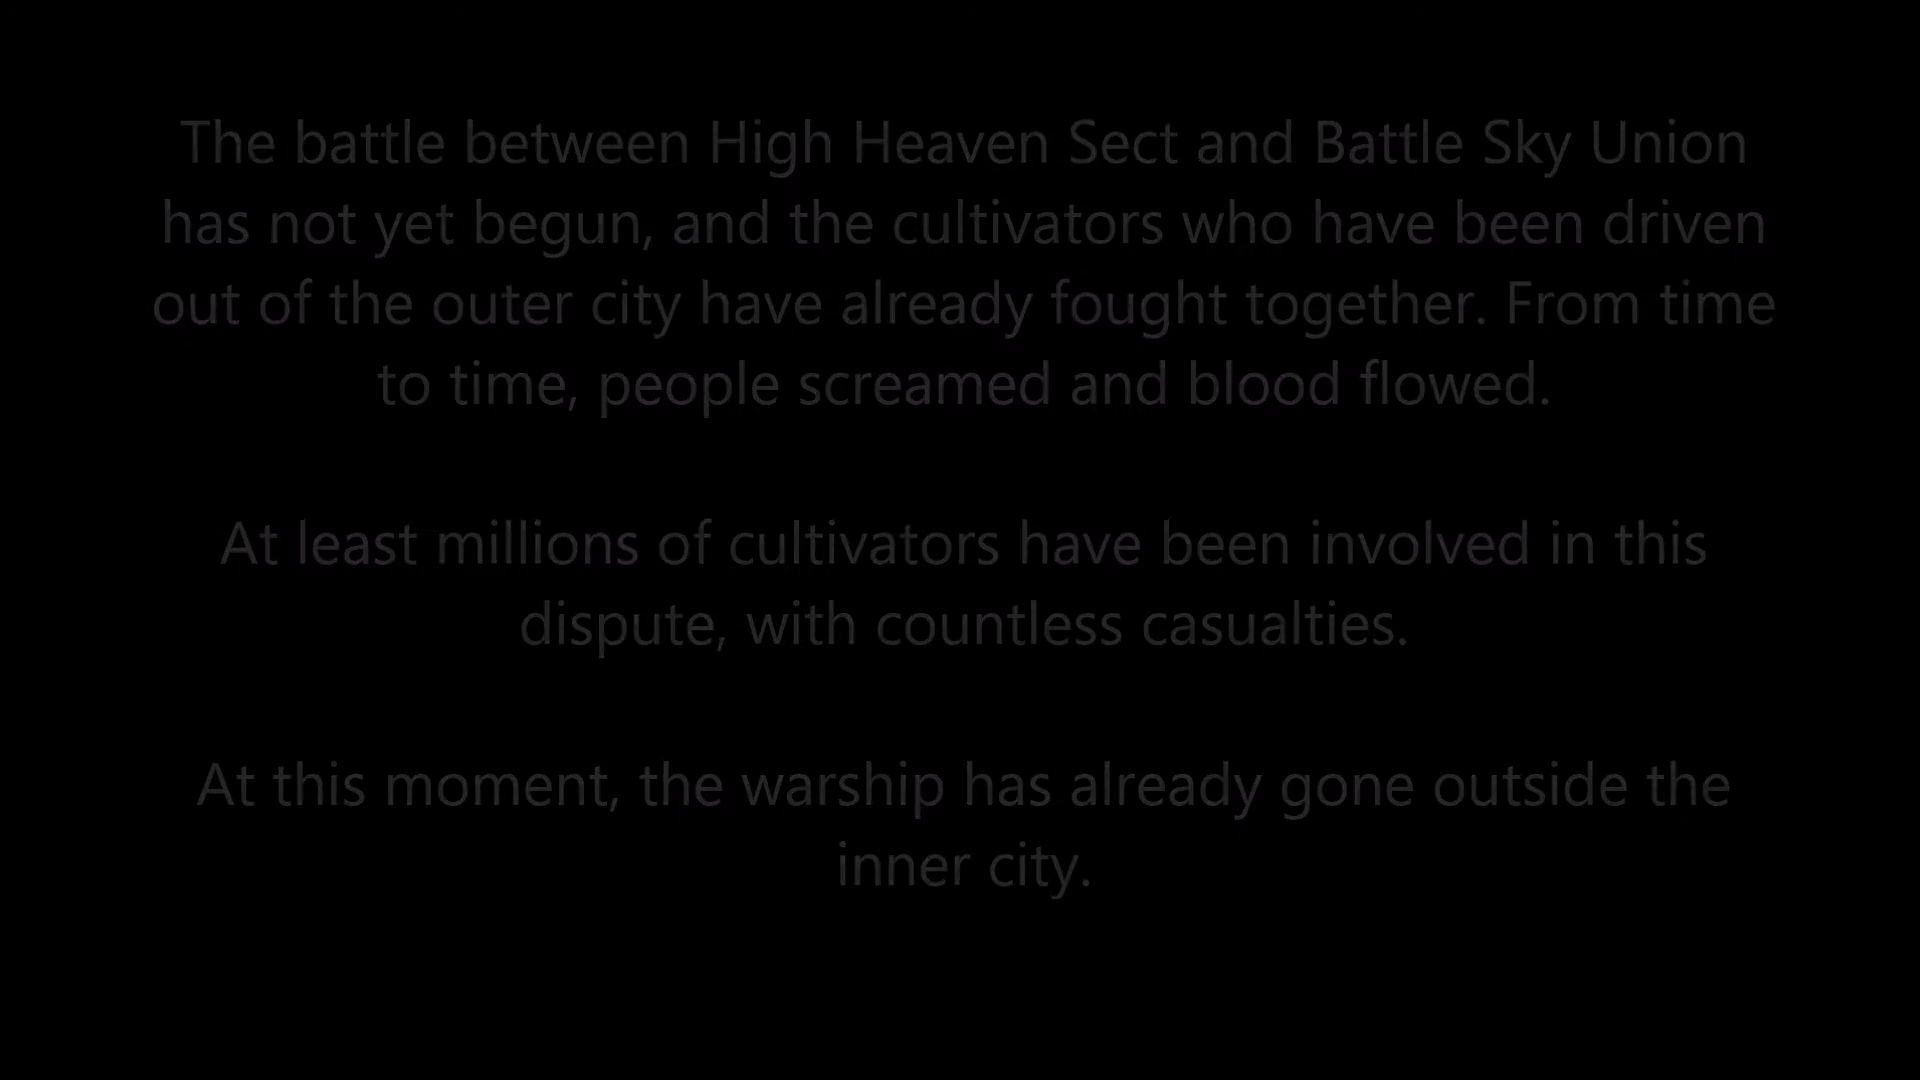 The battle between High Heaven Sect and Battle Sky Union
has not yet begun, and the cultivators who have been driven
out of the outer city have already fought together. From time
to time, people screamed and blood flowed.
At least millions of cultivators have been involved in this
dispute, with countless casualties.
At this moment, the warship has already gone outside the
inner city.